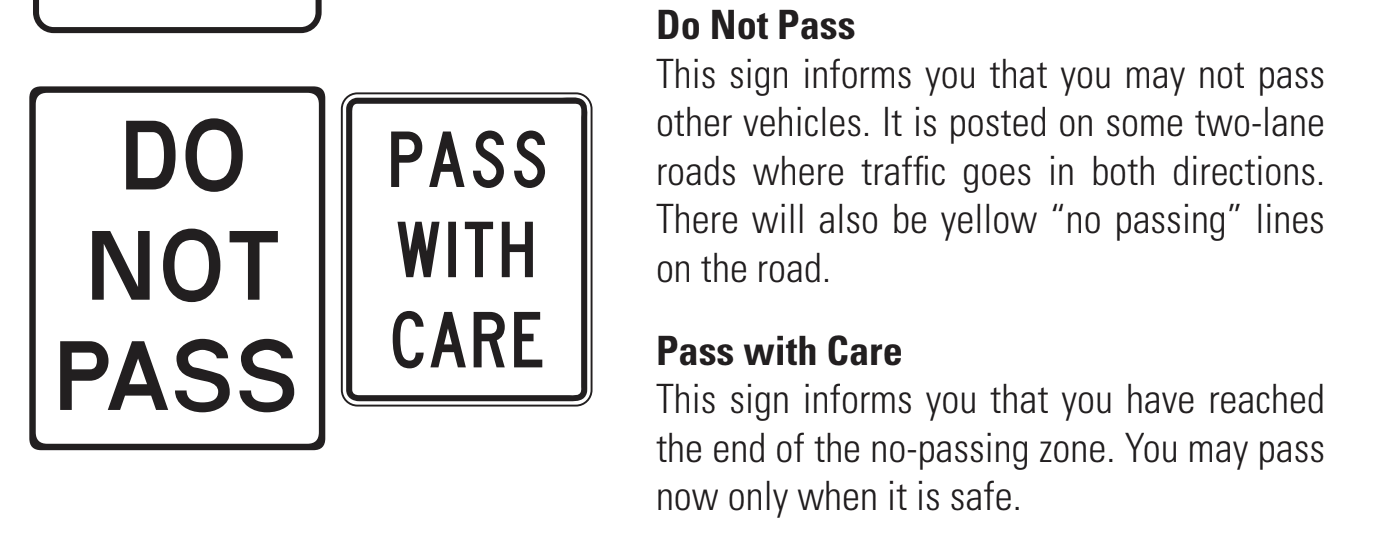 DO
NOT
PASS
PASS
WITH
CARE
Do Not Pass
This sign informs you that you may not pass
other vehicles. It is posted on some two-lane
roads where traffic goes in both directions.
There will also be yellow “no passing” lines
on the road.
Pass with Care
This sign informs you that you have reached
the end of the no-passing zone. You may pass
now only when it is safe.